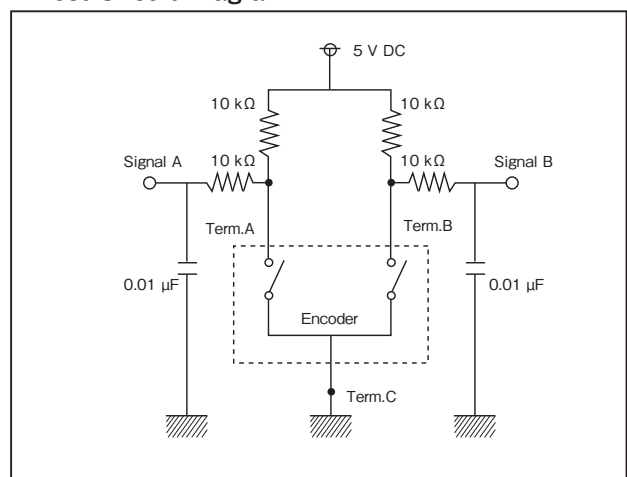 5 V DC
10 kΩ 10 kΩ
Signal A 10 kΩ 10 kΩ Signal B
Term.A Term.B
0.01 µF 0.01 µF
Encoder
Term.C